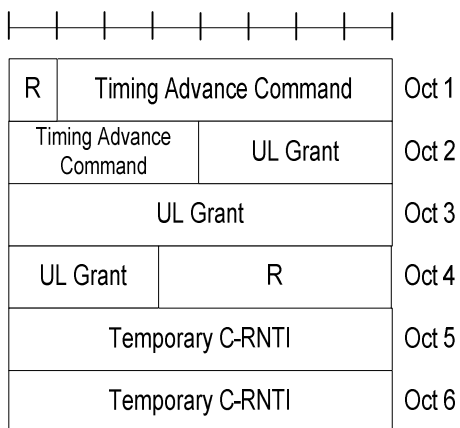 R Timing Advance Command Oct 1
Timing Advance
Command UL Grant Oct 2
UL Grant Oct 3
UL Grant R Oct 4
Temporary C-RNTI Oct 5
Temporary C-RNTI Oct 6